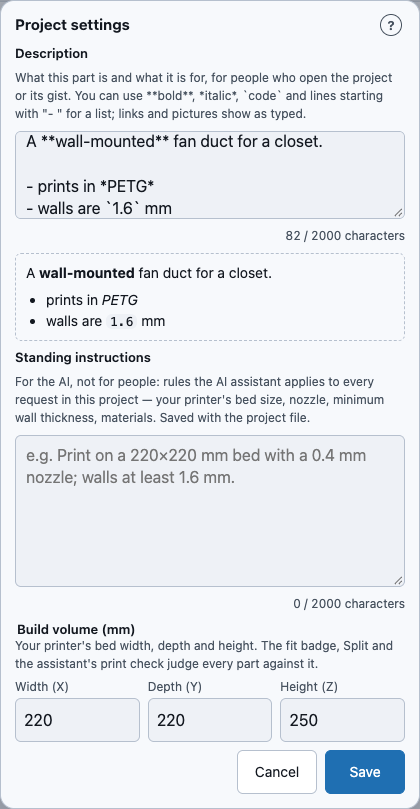 Project settings
?
Description
What this part is and what it is for, for people who open the project
or its gist. You can use **bold**, *italic*, `code` and lines starting
with "- " for a list; links and pictures show as typed.
A **wall-mounted** fan duct for a closet.
- prints in *PETG*
- walls are `1.6` mm
82 / 2000 characters
A wall-mounted fan duct for a closet.
• prints in PETG
• walls are 1.6 mm
Standing instructions
For the AI, not for people: rules the AI assistant applies to every
request in this project — your printer's bed size, nozzle, minimum
wall thickness, materials. Saved with the project file.
e.g. Print on a 220×220 mm bed with a 0.4 mm
nozzle; walls at least 1.6 mm.
0 / 2000 characters
Build volume (mm)
Your printer's bed width, depth and height. The fit badge, Split and
the assistant's print check judge every part against it.
Width (X) Depth (Y) Height (Z)
220 220 250
Cancel Save